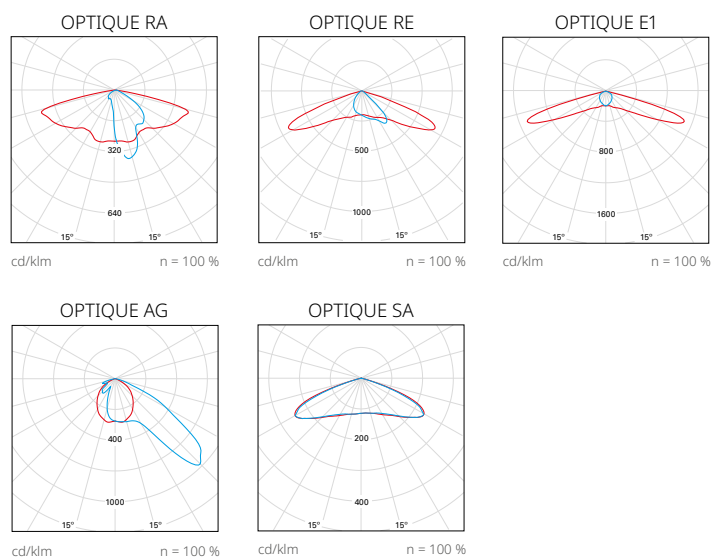 OPTIQUE RA
320
640
15° 15°
cd/klm n = 100 %
OPTIQUE RE
500
1000
15° 15°
cd/klm n = 100 %
OPTIQUE E1
800
1600
15° 15°
cd/klm n = 100 %
OPTIQUE AG
400
1000
15° 15°
cd/klm n = 100 %
OPTIQUE SA
200
400
15° 15°
cd/klm n = 100 %